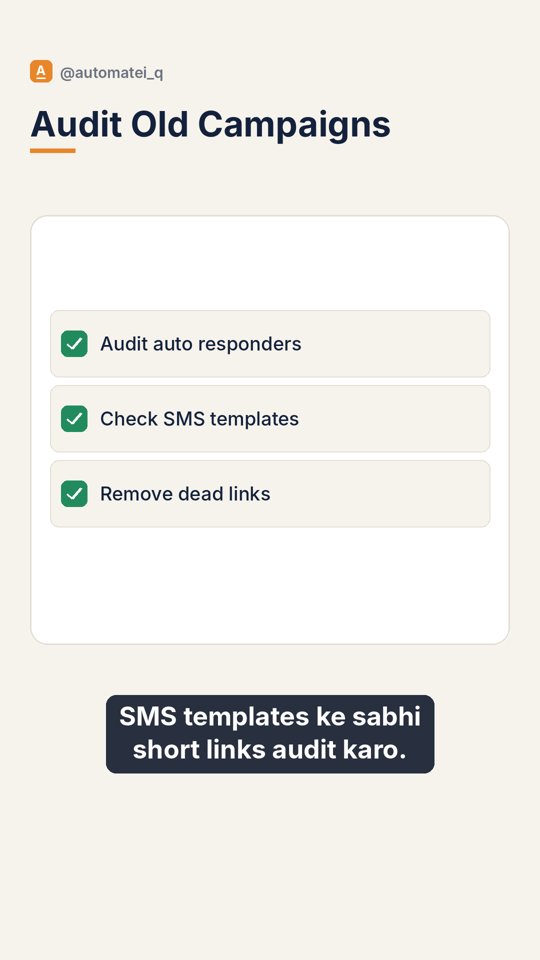 A @automatei_q
Audit Old Campaigns
Audit auto responders
Check SMS templates
Remove dead links
SMS templates ke sabhi
short links audit karo.